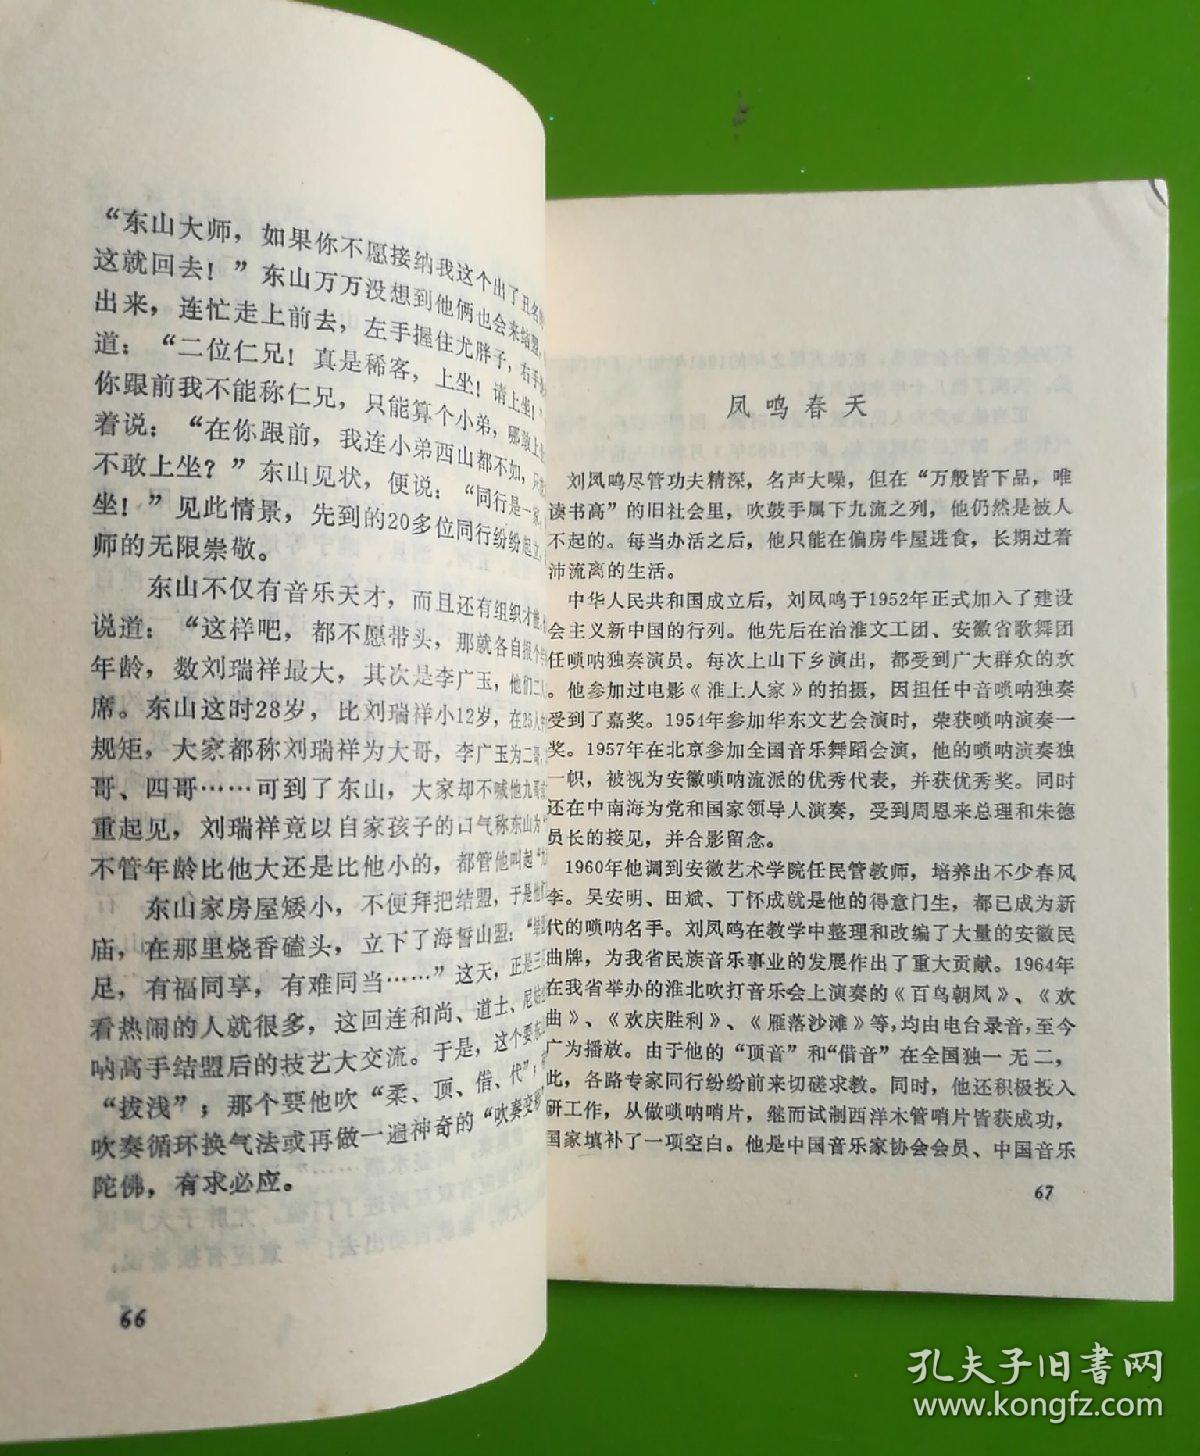 “东山大师，如果你不愿接纳我这个出了丑名
这就回去！”东山万万没想到他俩也会来结盟，
出来，连忙走上前去，左手握住尤胖子，右手
道：“二位仁兄！真是稀客，上坐！请上坐！”
你跟前我不能称仁兄，只能算个小弟，哪敢上
着说：“在你跟前，我连小弟西山都不如，只
不敢上坐？”东山见状，便说：“同行是一家，
坐！”见此情景，先到的20多位同行纷纷起立，
师的无限崇敬。
东山不仅有音乐天才，而且还有组织才能，
说道：“这样吧，都不愿带头，那就各自报个
年龄，数刘瑞祥最大，其次是李广玉，他们二人
席。东山这时28岁，比刘瑞祥小12岁，在25人
规矩，大家都称刘瑞祥为大哥，李广玉为二哥，
哥、四哥……可到了东山，大家却不喊他九哥
重起见，刘瑞祥竟以自家孩子的口气称东山为“
不管年龄比他大还是比他小的，都管他叫起“九
东山家房屋矮小，不便拜把结盟，于是他们
庙，在那里烧香磕头，立下了海誓山盟：“结盟
足，有福同享，有难同当……”这天，正是三
看热闹的人就很多，这回连和尚、道士、尼姑
呐高手结盟后的技艺大交流。于是，这个要东
“拔浅”；那个要他吹“柔、顶、借、代”；
吹奏循环换气法或再做一遍神奇的“吹奏变
陀佛，有求必应。
66
凤鸣春天
刘凤鸣尽管功夫精深，名声大噪，但在“万般皆下品，唯
读书高”的旧社会里，吹鼓手属下九流之列，他仍然是被人
不起的。每当办活之后，他只能在偏房牛屋进食，长期过着
沛流离的生活。
中华人民共和国成立后，刘凤鸣于1952年正式加入了建设
会主义新中国的行列。他先后在治淮文工团、安徽省歌舞团
任唢呐独奏演员。每次上山下乡演出，都受到广大群众的欢
。他参加过电影《淮上人家》的拍摄，因担任中音唢呐独奏
受到了嘉奖。1954年参加华东文艺会演时，荣获唢呐演奏一
奖。1957年在北京参加全国音乐舞蹈会演，他的唢呐演奏独
一帜，被视为安徽唢呐流派的优秀代表，并获优秀奖。同时
还在中南海为党和国家领导人演奏，受到周恩来总理和朱德
员长的接见，并合影留念。
1960年他调到安徽艺术学院任民管教师，培养出不少春风
李。吴安明、田斌、丁怀成就是他的得意门生，都已成为新
代的唢呐名手。刘凤鸣在教学中整理和改编了大量的安徽民
曲牌，为我省民族音乐事业的发展作出了重大贡献。1964年
在我省举办的淮北吹打音乐会上演奏的《百鸟朝凤》、《欢
曲》、《欢庆胜利》、《雁落沙滩》等，均由电台录音，至今
广为播放。由于他的“顶音”和“借音”在全国独一无二，
此，各路专家同行纷纷前来切磋求教。同时，他还积极投入
研工作，从做唢呐哨片，继而试制西洋木管哨片皆获成功，
国家填补了一项空白。他是中国音乐家协会会员、中国音乐
67
孔夫子旧书网
www.kongfz.com